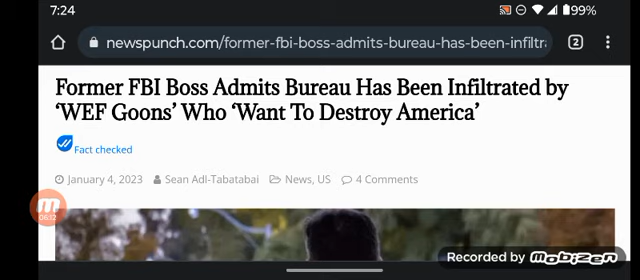 7:24
99%
newspunch.com/former-fbi-boss-admits-bureau-has-been-infiltr
2
Former FBI Boss Admits Bureau Has Been Infiltrated by
‘WEF Goons’ Who ‘Want To Destroy America’
Fact checked
January 4, 2023 Sean Adl-Tabatabai News, US 4 Comments
m
06:12
Recorded by mobizen